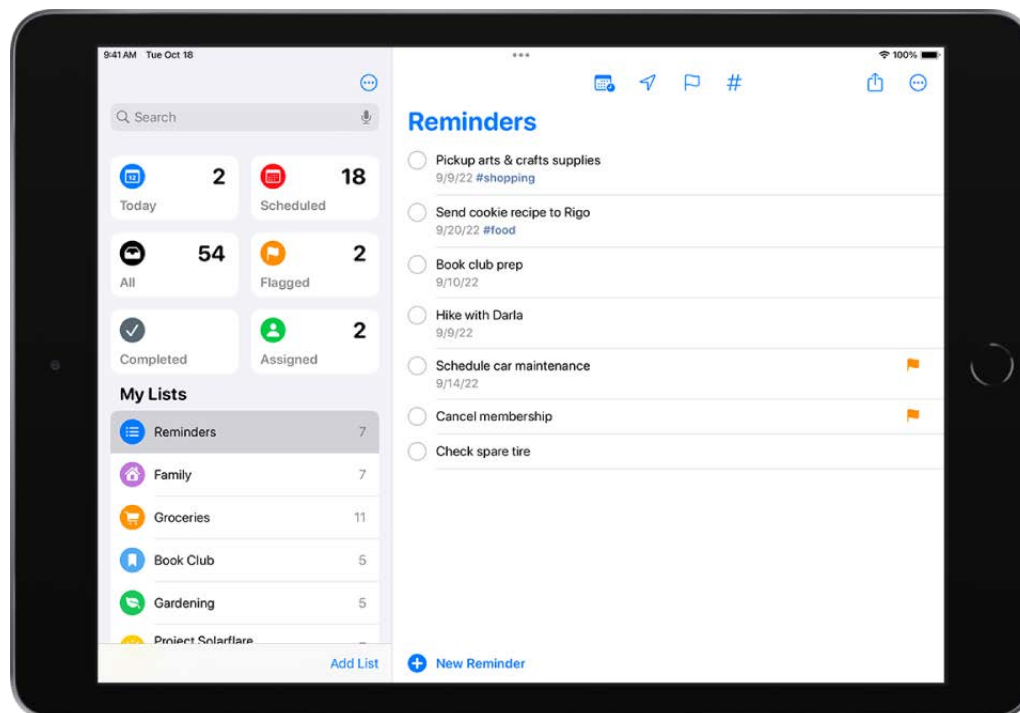 9:41 AM Tue Oct 18
100%
Search
12
2
Today
18
Scheduled
54
All
2
Flagged
Completed
2
Assigned
My Lists
Reminders 7
Family 7
Groceries 11
Book Club 5
Gardening 5
Project Solarflare
Add List
#
Reminders
Pickup arts & crafts supplies
9/9/22 #shopping
Send cookie recipe to Rigo
9/20/22 #food
Book club prep
9/10/22
Hike with Darla
9/9/22
Schedule car maintenance
9/14/22
Cancel membership
Check spare tire
New Reminder